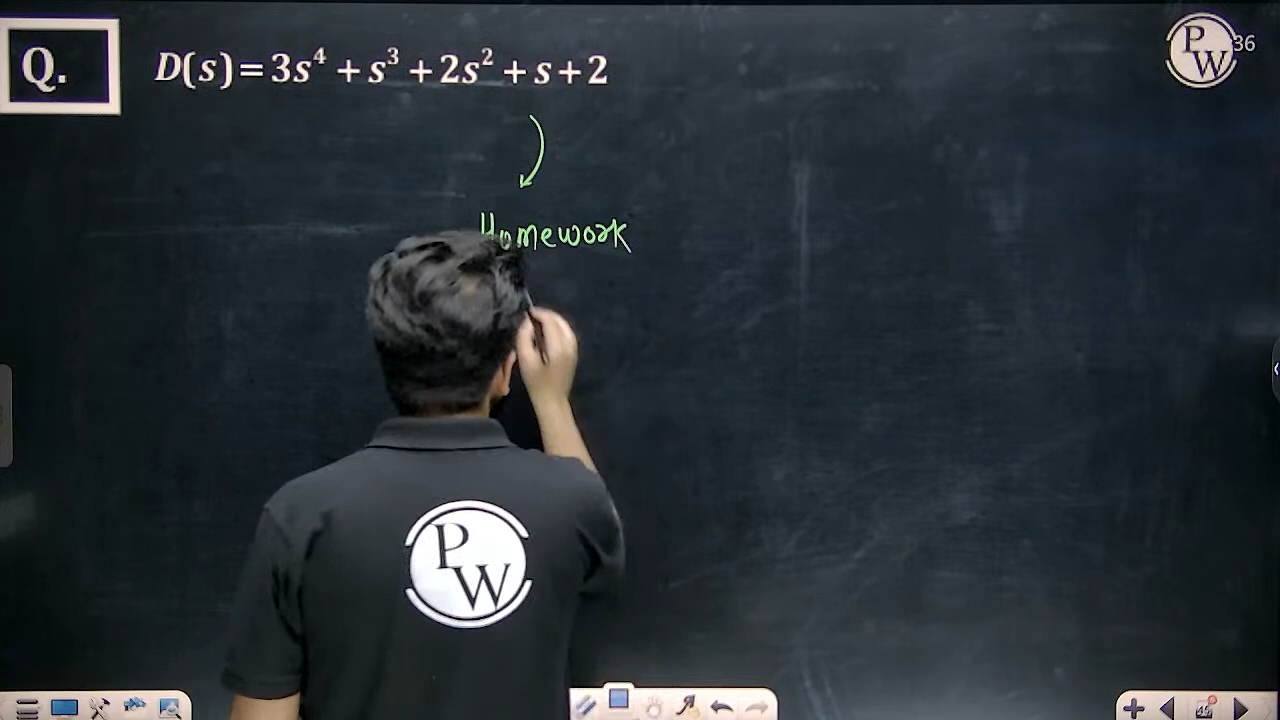 Q.
D(s) = 3s⁴ + s³ + 2s² + s + 2
PW
36
Homework
PW